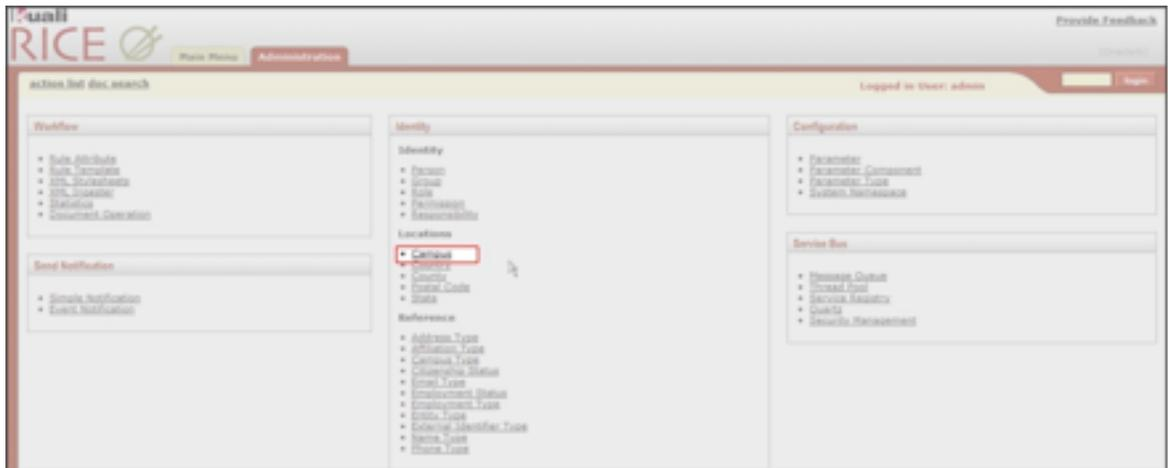 Kuali
RICE
Provide Feedback
Main Menu
Administration
action list doc search
Logged in User: admin
login
Workflow
Rule Attribute
Rule Template
XML Stylesheets
XML Ingester
Statistics
Document Operation
Send Notification
Simple Notification
Event Notification
Identity
Identity
Person
Group
Role
Permission
Responsibility
Locations
Campus
Country
County
Postal Code
State
Reference
Address Type
Affiliation Type
Campus Type
Citizenship Status
Email Type
Employment Status
Employment Type
Entity Type
External Identifier Type
Name Type
Phone Type
Configuration
Parameter
Parameter Component
Parameter Type
System Namespace
Service Bus
Message Queue
Thread Pool
Service Registry
Quartz
Security Management